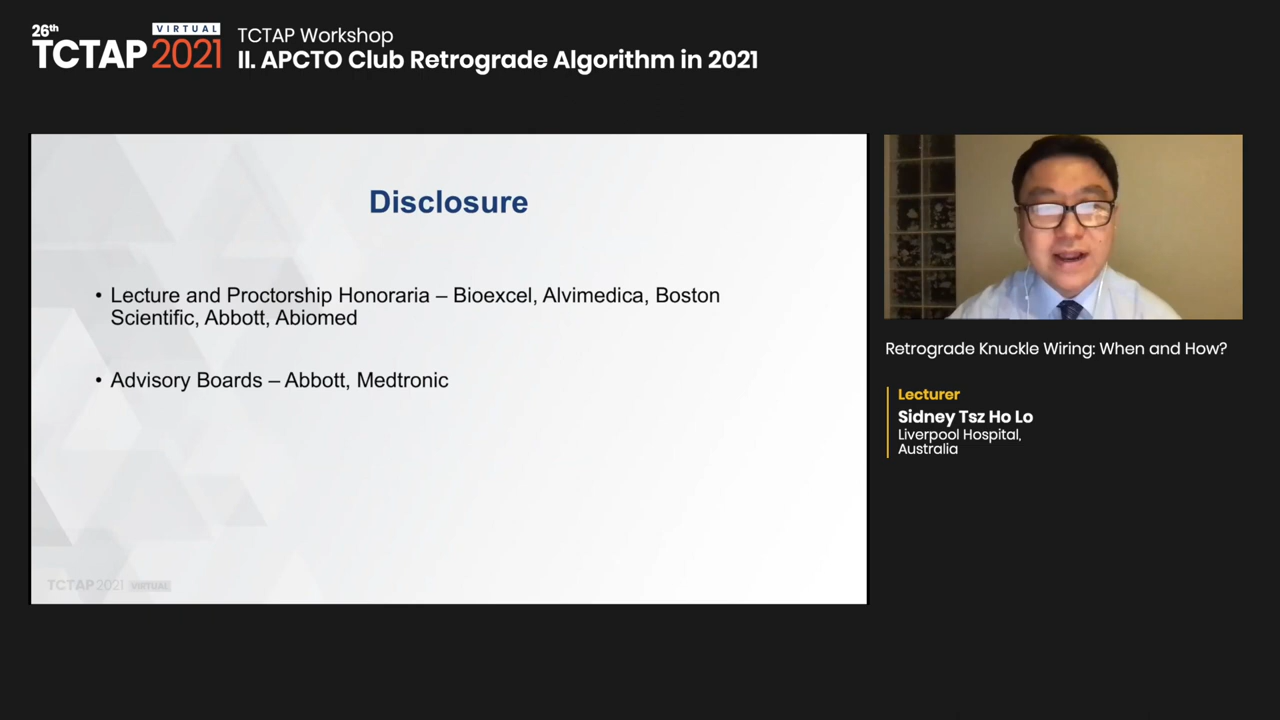 26th
TCTAP
VIRTUAL
2021
TCTAP Workshop
II. APCTO Club Retrograde Algorithm in 2021
Disclosure
• Lecture and Proctorship Honoraria – Bioexcel, Alvimedica, Boston
Scientific, Abbott, Abiomed
• Advisory Boards – Abbott, Medtronic
TCTAP 2021 VIRTUAL
Retrograde Knuckle Wiring: When and How?
Lecturer
Sidney Tsz Ho Lo
Liverpool Hospital,
Australia